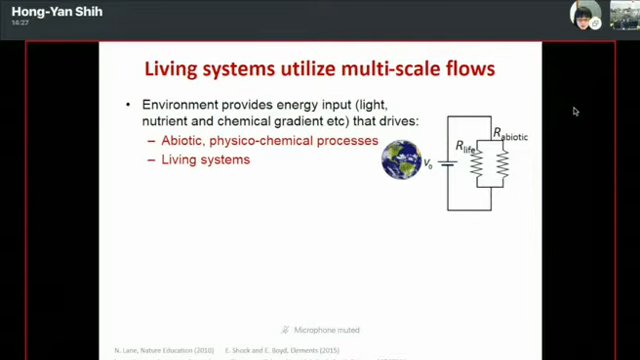 Hong-Yan Shih
14:27
Living systems utilize multi-scale flows
• Environment provides energy input (light,
nutrient and chemical gradient etc) that drives:
– Abiotic, physico-chemical processes
– Living systems
V₀
R_life
R_abiotic
Microphone muted
N. Lane, Nature Education (2010) E. Shock and E. Boyd, Elements (2015)